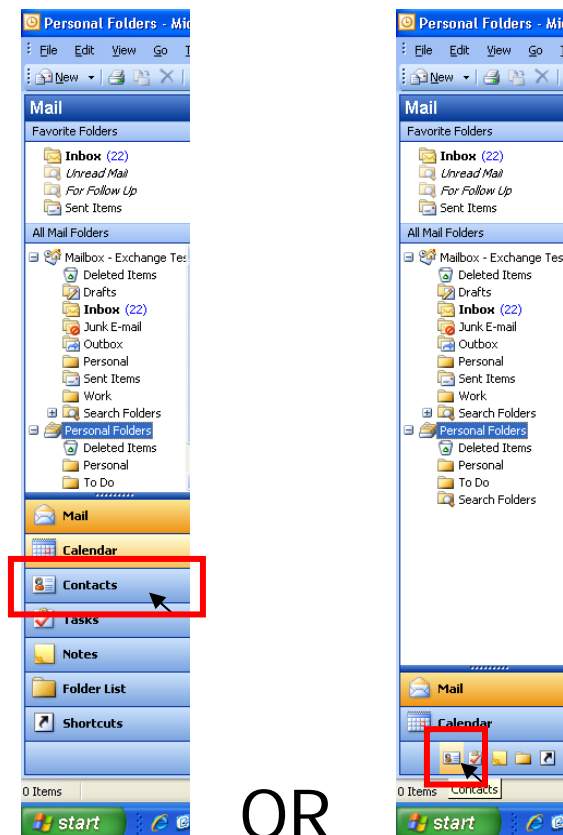 Personal Folders - Mic
File Edit View Go T
New
Mail
Favorite Folders
Inbox (22)
Unread Mail
For Follow Up
Sent Items
All Mail Folders
Mailbox - Exchange Tes
Deleted Items
Drafts
Inbox (22)
Junk E-mail
Outbox
Personal
Sent Items
Work
Search Folders
Personal Folders
Deleted Items
Personal
To Do
Mail
Calendar
Contacts
Tasks
Notes
Folder List
Shortcuts
0 Items
start
OR
Personal Folders - Mi
File Edit View Go
New
Mail
Favorite Folders
Inbox (22)
Unread Mail
For Follow Up
Sent Items
All Mail Folders
Mailbox - Exchange Tes
Deleted Items
Drafts
Inbox (22)
Junk E-mail
Outbox
Personal
Sent Items
Work
Search Folders
Personal Folders
Deleted Items
Personal
To Do
Search Folders
Mail
Calendar
0 Items
Contacts
start